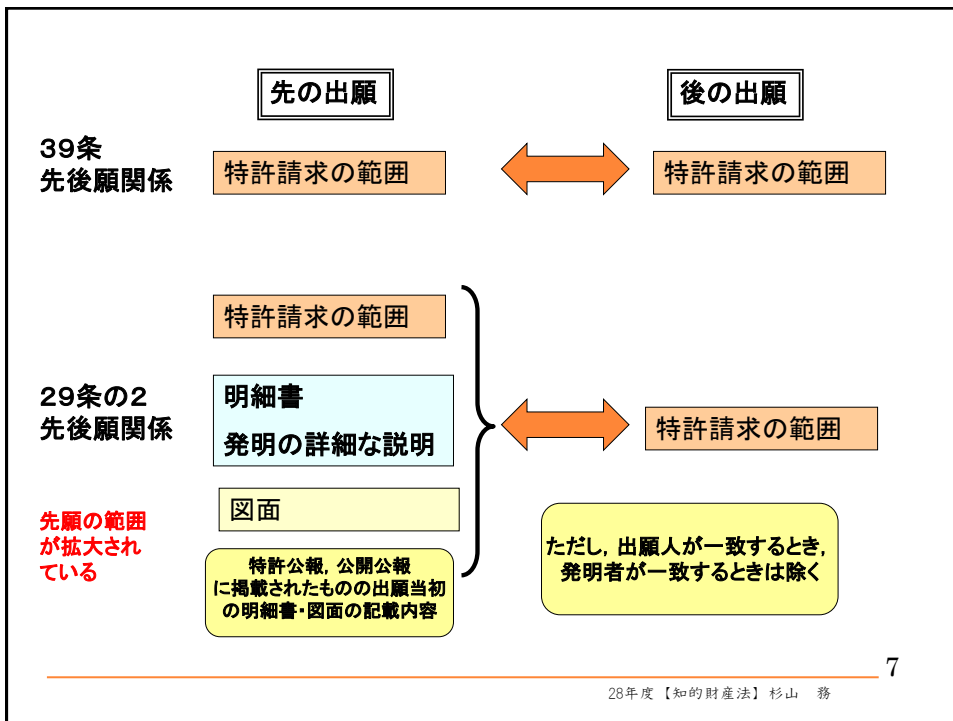 先の出願
後の出願
39条
先後願関係
特許請求の範囲
特許請求の範囲
特許請求の範囲
29条の2
先後願関係
明細書
発明の詳細な説明
特許請求の範囲
図面
先願の範囲
が拡大され
ている
特許公報，公開公報
に掲載されたものの出願当初
の明細書・図面の記載内容
ただし，出願人が一致するとき，
発明者が一致するときは除く
7
28年度【知的財産法】杉山　務